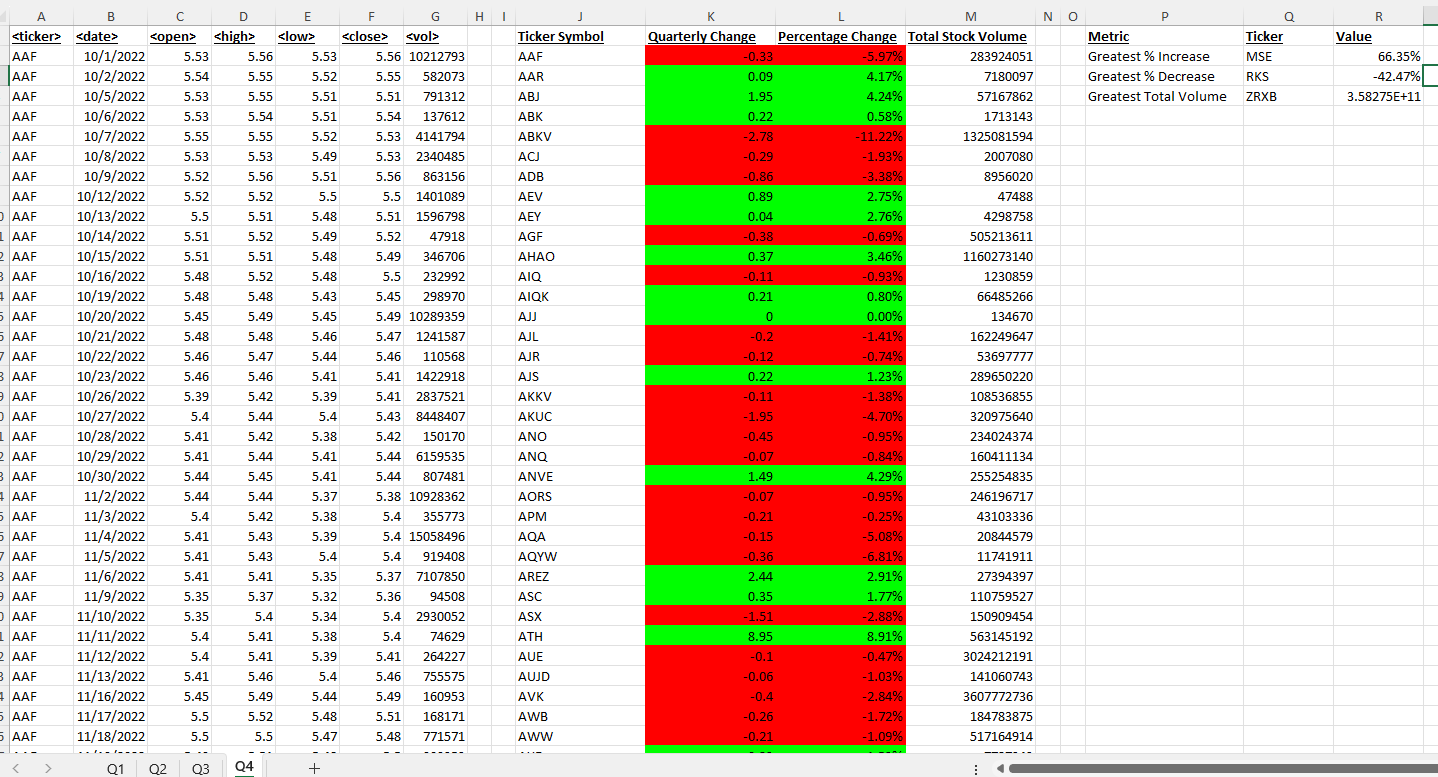 A B C D E F G H I J K L M N O P Q R
<ticker> <date> <open> <high> <low> <close> <vol> Ticker Symbol Quarterly Change Percentage Change Total Stock Volume Metric Ticker Value
AAF 10/1/2022 5.53 5.56 5.53 5.56 10212793 AAF -0.33 -5.97% 283924051 Greatest % Increase MSE 66.35%
AAF 10/2/2022 5.54 5.55 5.52 5.55 582073 AAR 0.09 4.17% 7180097 Greatest % Decrease RKS -42.47%
AAF 10/5/2022 5.53 5.55 5.51 5.51 791312 ABJ 1.95 4.24% 57167862 Greatest Total Volume ZRXB 3.58275E+11
AAF 10/6/2022 5.53 5.54 5.51 5.54 137612 ABK 0.22 0.58% 1713143
AAF 10/7/2022 5.55 5.55 5.52 5.53 4141794 ABKV -2.78 -11.22% 1325081594
AAF 10/8/2022 5.53 5.53 5.49 5.53 2340485 ACJ -0.29 -1.93% 2007080
AAF 10/9/2022 5.52 5.56 5.51 5.56 863156 ADB -0.86 -3.38% 8956020
AAF 10/12/2022 5.52 5.52 5.5 5.5 1401089 AEV 0.89 2.75% 47488
AAF 10/13/2022 5.5 5.51 5.48 5.51 1596798 AEY 0.04 2.76% 4298758
AAF 10/14/2022 5.51 5.52 5.49 5.52 47918 AGF -0.38 -0.69% 505213611
AAF 10/15/2022 5.51 5.51 5.48 5.49 346706 AHAO 0.37 3.46% 1160273140
AAF 10/16/2022 5.48 5.52 5.48 5.5 232992 AIQ -0.11 -0.93% 1230859
AAF 10/19/2022 5.48 5.48 5.43 5.45 298970 AIQK 0.21 0.80% 66485266
AAF 10/20/2022 5.45 5.49 5.45 5.49 10289359 AJJ 0 0.00% 134670
AAF 10/21/2022 5.48 5.48 5.46 5.47 1241587 AJL -0.2 -1.41% 162249647
AAF 10/22/2022 5.46 5.47 5.44 5.46 110568 AJR -0.12 -0.74% 53697777
AAF 10/23/2022 5.46 5.46 5.41 5.41 1422918 AJS 0.22 1.23% 289650220
AAF 10/26/2022 5.39 5.42 5.39 5.41 2837521 AKKV -0.11 -1.38% 108536855
AAF 10/27/2022 5.4 5.44 5.4 5.43 8448407 AKUC -1.95 -4.70% 320975640
AAF 10/28/2022 5.41 5.42 5.38 5.42 150170 ANO -0.45 -0.95% 234024374
AAF 10/29/2022 5.41 5.44 5.41 5.44 6159535 ANQ -0.07 -0.84% 160411134
AAF 10/30/2022 5.44 5.45 5.41 5.44 807481 ANVE 1.49 4.29% 255254835
AAF 11/2/2022 5.44 5.44 5.37 5.38 10928362 AORS -0.07 -0.95% 246196717
AAF 11/3/2022 5.4 5.42 5.38 5.4 355773 APM -0.21 -0.25% 43103336
AAF 11/4/2022 5.41 5.43 5.39 5.4 15058496 AQA -0.15 -5.08% 20844579
AAF 11/5/2022 5.41 5.43 5.4 5.4 919408 AQYW -0.36 -6.81% 11741911
AAF 11/6/2022 5.41 5.41 5.35 5.37 7107850 AREZ 2.44 2.91% 27394397
AAF 11/9/2022 5.35 5.37 5.32 5.36 94508 ASC 0.35 1.77% 110759527
AAF 11/10/2022 5.35 5.4 5.34 5.4 2930052 ASX -1.51 -2.88% 150909454
AAF 11/11/2022 5.4 5.41 5.38 5.4 74629 ATH 8.95 8.91% 563145192
AAF 11/12/2022 5.4 5.41 5.39 5.41 264227 AUE -0.1 -0.47% 3024212191
AAF 11/13/2022 5.41 5.46 5.4 5.46 755575 AUJD -0.06 -1.03% 141060743
AAF 11/16/2022 5.45 5.49 5.44 5.49 160953 AVK -0.4 -2.84% 3607772736
AAF 11/17/2022 5.5 5.52 5.48 5.51 168171 AWB -0.26 -1.72% 184783875
AAF 11/18/2022 5.5 5.5 5.47 5.48 771571 AWW -0.21 -1.09% 517164914
Q1 Q2 Q3 Q4 +